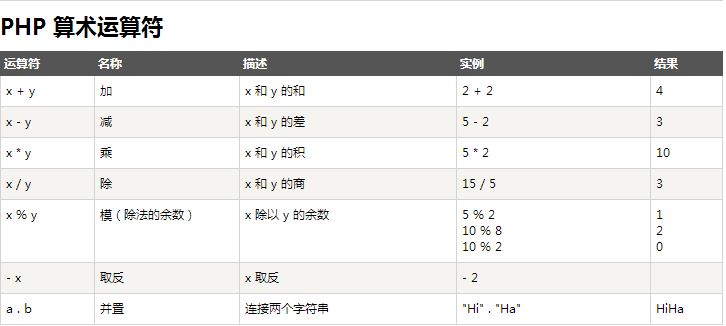 PHP 算术运算符
运算符 名称 描述 实例 结果
x + y 加 x 和 y 的和 2 + 2 4
x - y 减 x 和 y 的差 5 - 2 3
x * y 乘 x 和 y 的积 5 * 2 10
x / y 除 x 和 y 的商 15 / 5 3
x % y 模（除法的余数） x 除以 y 的余数 5 % 2 1
10 % 8 2
10 % 2 0
- x 取反 x 取反 - 2
a . b 并置 连接两个字符串 "Hi" . "Ha" HiHa